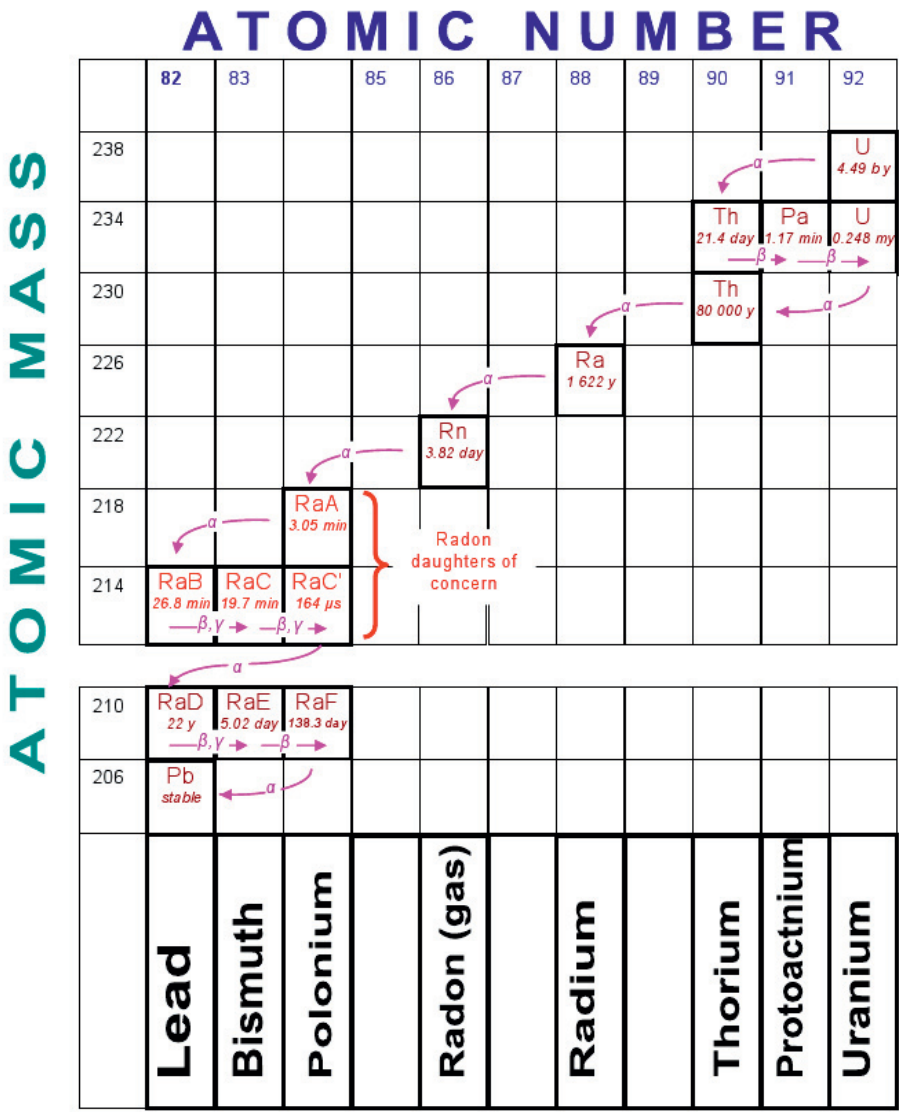 ATOMIC NUMBER
ATOMIC MASS
82 83 85 86 87 88 89 90 91 92
238
U
4.49 b y
α
234
Th Pa U
21.4 day 1.17 min 0.248 my
β β
230
Th
80 000 y
α α
226
Ra
1 622 y
α
222
Rn
3.82 day
α
218
RaA
3.05 min
α
Radon
daughters of
concern
214
RaB RaC RaC'
26.8 min 19.7 min 164 µs
β,γ β,γ
α
210
RaD RaE RaF
22 y 5.02 day 138.3 day
β,γ β
206
Pb
stable
α
Lead
Bismuth
Polonium
Radon (gas)
Radium
Thorium
Protoactnium
Uranium